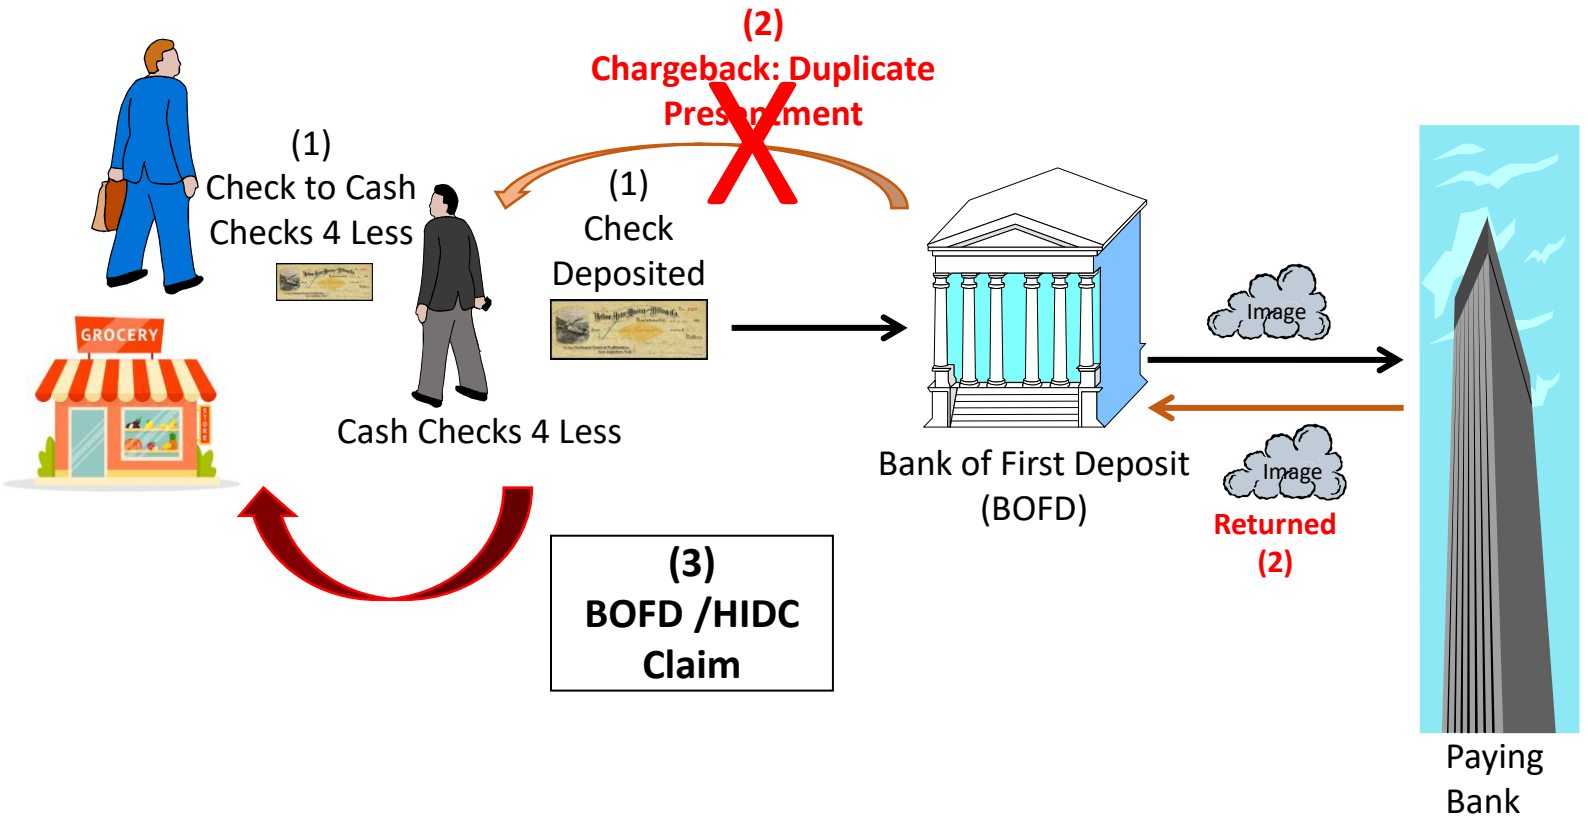 (2)
Chargeback: Duplicate
Presentment
(1)
Check to Cash
Checks 4 Less
(1)
Check
Deposited
GROCERY
STORE
Cash Checks 4 Less
Bank of First Deposit
(BOFD)
Image
Image
Returned
(2)
(3)
BOFD /HIDC
Claim
Paying
Bank